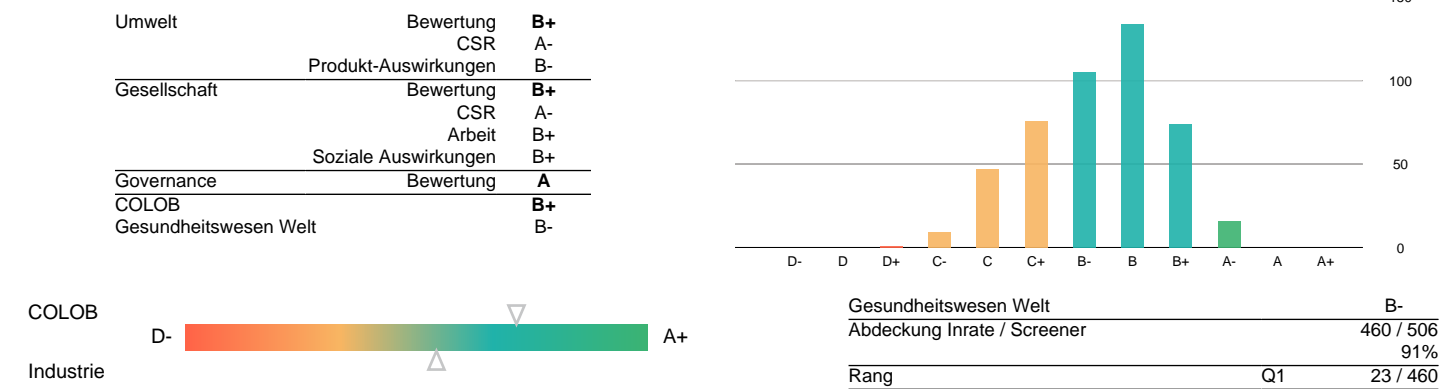 Umwelt Bewertung B+
CSR A-
Produkt-Auswirkungen B-
Gesellschaft Bewertung B+
CSR A-
Arbeit B+
Soziale Auswirkungen B+
Governance Bewertung A
COLOB B+
Gesundheitswesen Welt B-
100
50
0
D- D D+ C- C C+ B- B B+ A- A A+
COLOB
D- A+
Industrie
Gesundheitswesen Welt B-
Abdeckung Inrate / Screener 460 / 506
91%
Rang Q1 23 / 460